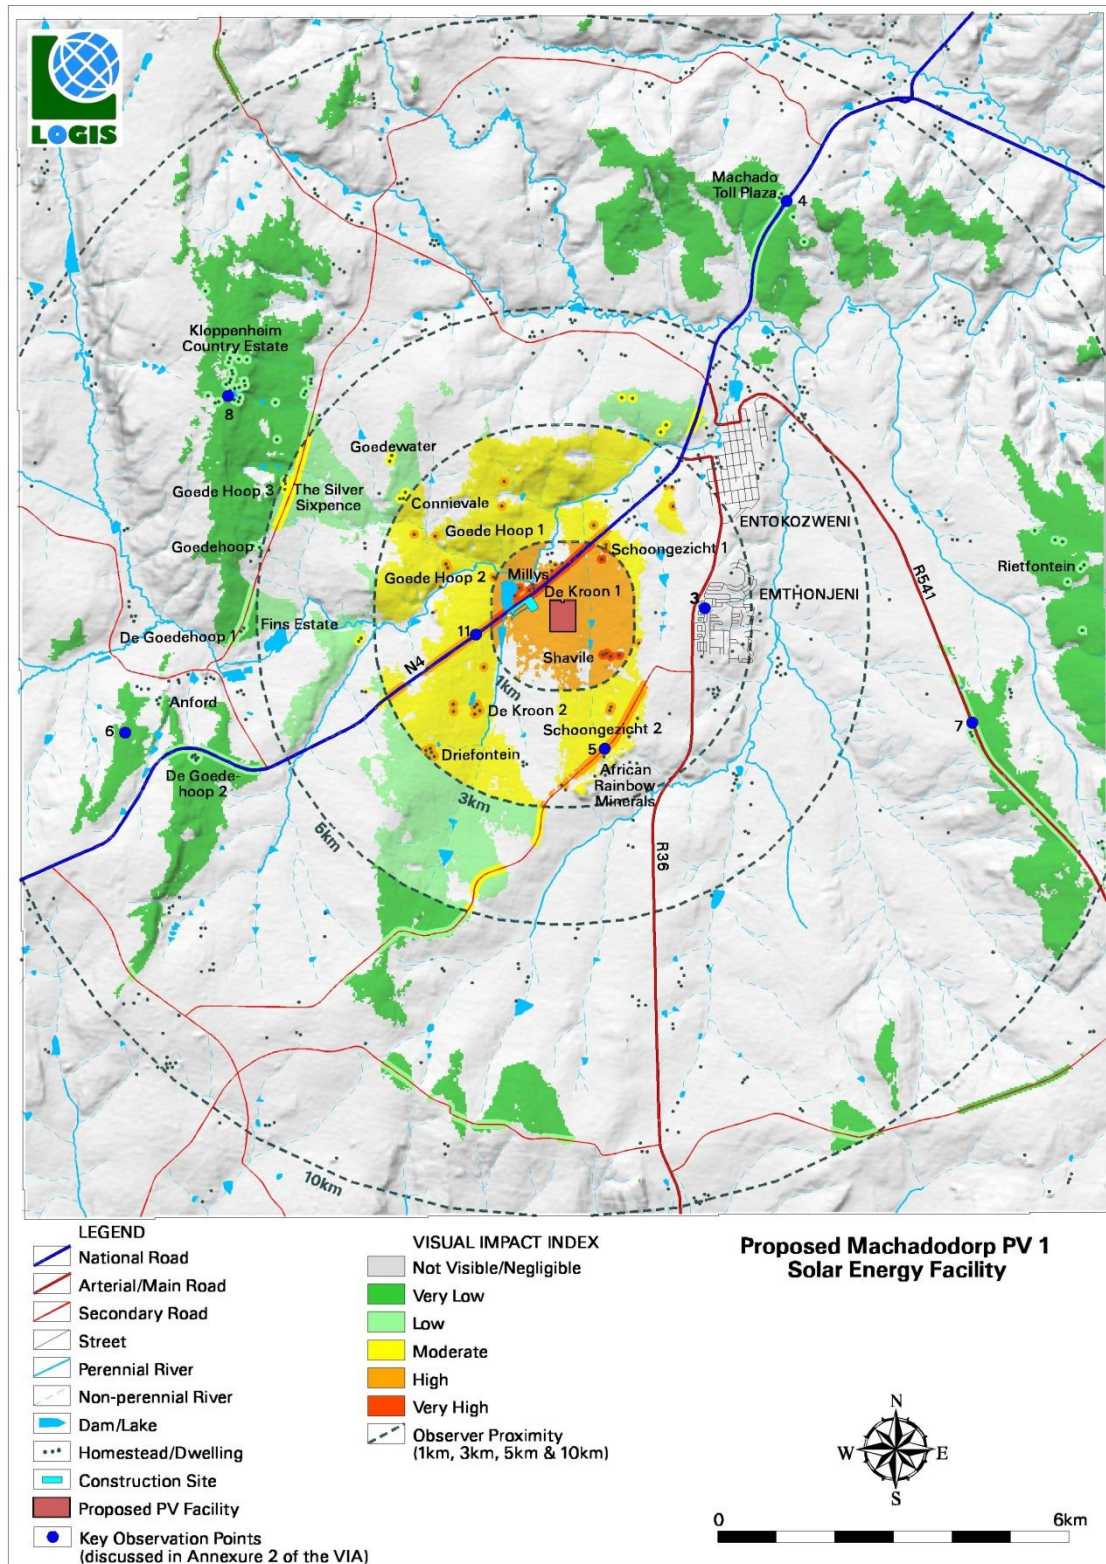 LOGIS
Machado
Toll Plaza
4
Kloppenheim
Country Estate
8
Goedewater
Goede Hoop 3
The Silver
Sixpence
Connievale
ENTOKOZWENI
Goede Hoop 1
Goedehoop
Schoongezicht 1
R541
Rietfontein
Goede Hoop 2
Millys
De Kroon 1
EMTHONJENI
3
Fins Estate
De Goedehoop 1
11
N4
Shavile
1km
Anford
De Kroon 2
6
7
Schoongezicht 2
5
De Goede-
hoop 2
Driefontein
African
Rainbow
Minerals
3km
5km
R36
10km
LEGEND
National Road
Arterial/Main Road
Secondary Road
Street
Perennial River
Non-perennial River
Dam/Lake
Homestead/Dwelling
Construction Site
Proposed PV Facility
Key Observation Points
(discussed in Annexure 2 of the VIA)
VISUAL IMPACT INDEX
Not Visible/Negligible
Very Low
Low
Moderate
High
Very High
Observer Proximity
(1km, 3km, 5km & 10km)
Proposed Machadodorp PV 1
Solar Energy Facility
N
W E
S
0 6km